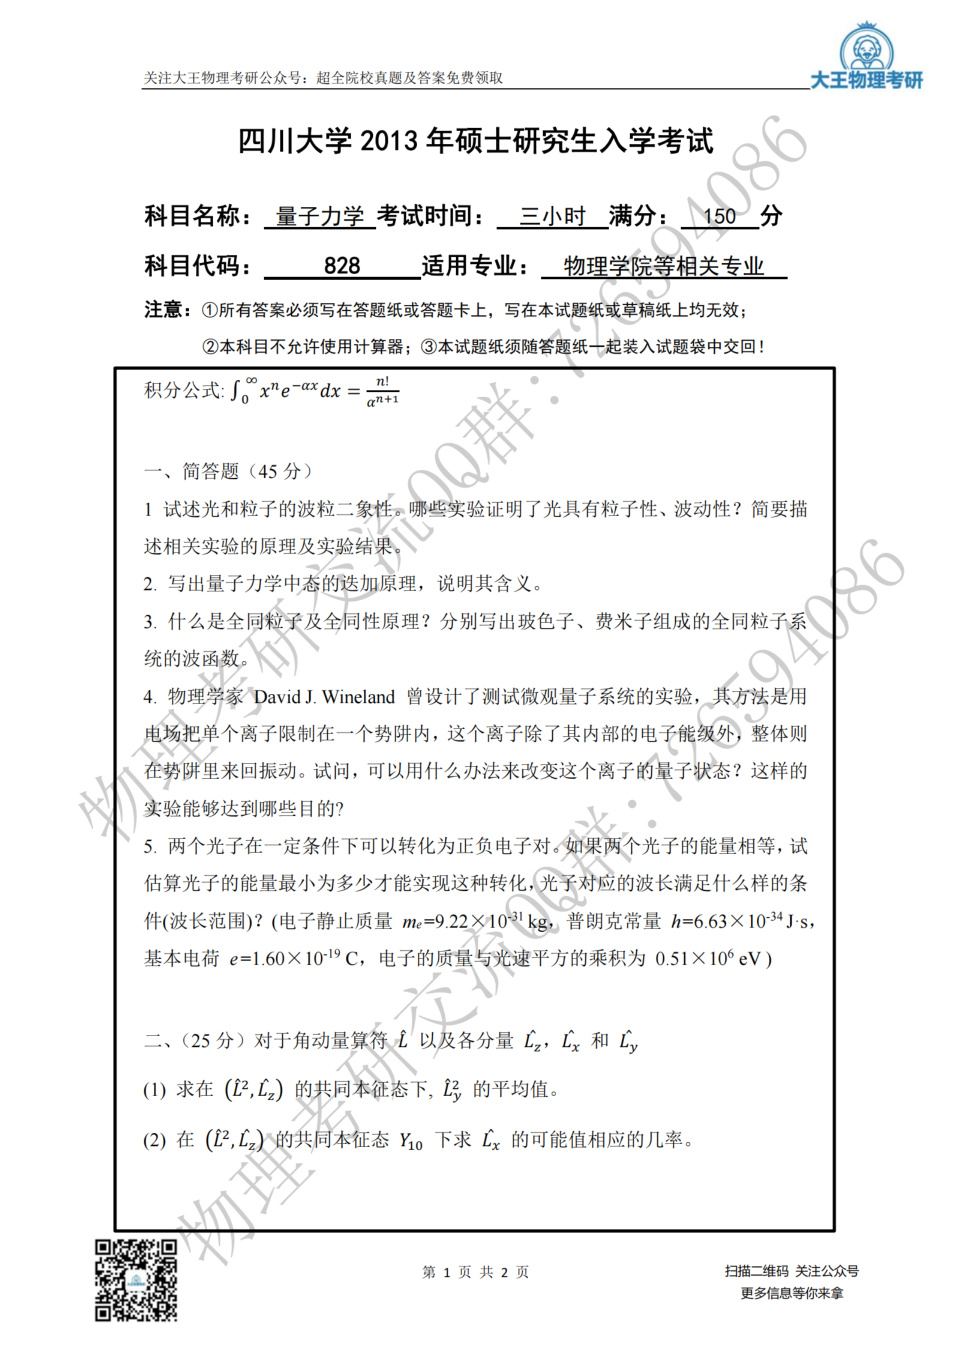 关注大王物理考研公众号：超全院校真题及答案免费领取
大王物理考研
四川大学 2013 年硕士研究生入学考试
科目名称： 量子力学 考试时间： 三小时 满分： 150 分
科目代码： 828 适用专业： 物理学院等相关专业
注意：①所有答案必须写在答题纸或答题卡上，写在本试题纸或草稿纸上均无效；
②本科目不允许使用计算器；③本试题纸须随答题纸一起装入试题袋中交回！
积分公式: ∫₀^∞ xⁿe^(−αx)dx = n!/αⁿ⁺¹
一、简答题（45 分）
1 试述光和粒子的波粒二象性。哪些实验证明了光具有粒子性、波动性？简要描
述相关实验的原理及实验结果。
2. 写出量子力学中态的迭加原理，说明其含义。
3. 什么是全同粒子及全同性原理？分别写出玻色子、费米子组成的全同粒子系
统的波函数。
4. 物理学家 David J. Wineland 曾设计了测试微观量子系统的实验，其方法是用
电场把单个离子限制在一个势阱内，这个离子除了其内部的电子能级外，整体则
在势阱里来回振动。试问，可以用什么办法来改变这个离子的量子状态？这样的
实验能够达到哪些目的?
5. 两个光子在一定条件下可以转化为正负电子对。如果两个光子的能量相等，试
估算光子的能量最小为多少才能实现这种转化，光子对应的波长满足什么样的条
件(波长范围)？(电子静止质量 mₑ=9.22×10⁻³¹ kg，普朗克常量 h=6.63×10⁻³⁴ J·s，
基本电荷 e=1.60×10⁻¹⁹ C，电子的质量与光速平方的乘积为 0.51×10⁶ eV )
二、（25 分）对于角动量算符 L̂ 以及各分量 L̂_z，L̂_x 和 L̂_y
(1) 求在 (L̂², L̂_z) 的共同本征态下, L̂_y² 的平均值。
(2) 在 (L̂², L̂_z) 的共同本征态 Y₁₀ 下求 L̂_x 的可能值相应的几率。
物理考研交流QQ群：726594086
物理考研交流QQ群：726594086
大王物理考研
第 1 页 共 2 页
扫描二维码 关注公众号
更多信息等你来拿